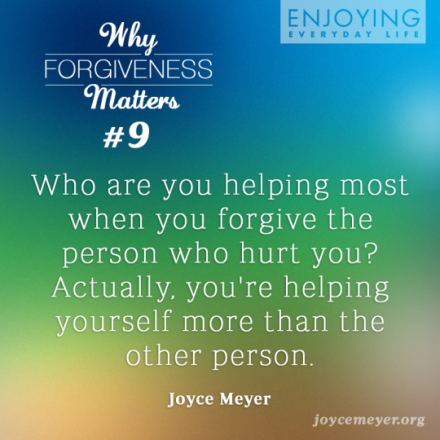 ENJOYING
EVERYDAY LIFE
Why
FORGIVENESS
Matters
#9
Who are you helping most
when you forgive the
person who hurt you?
Actually, you're helping
yourself more than the
other person.
Joyce Meyer
joycemeyer.org